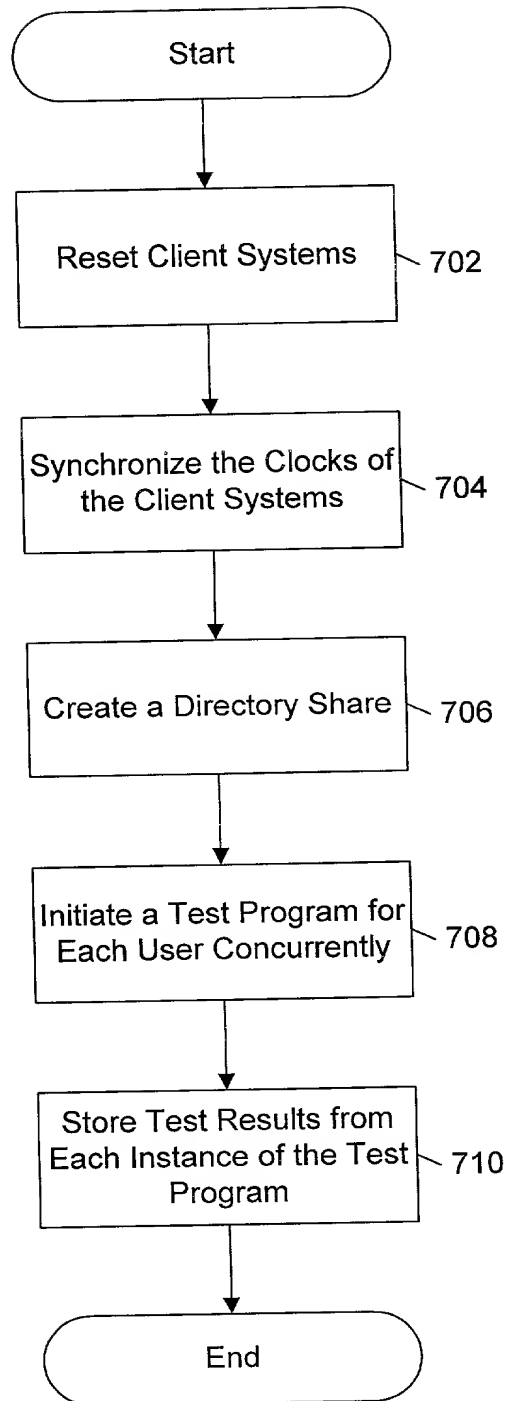 Start
Reset Client Systems
702
Synchronize the Clocks of
the Client Systems
704
Create a Directory Share
706
Initiate a Test Program for
Each User Concurrently
708
Store Test Results from
Each Instance of the Test
Program
710
End